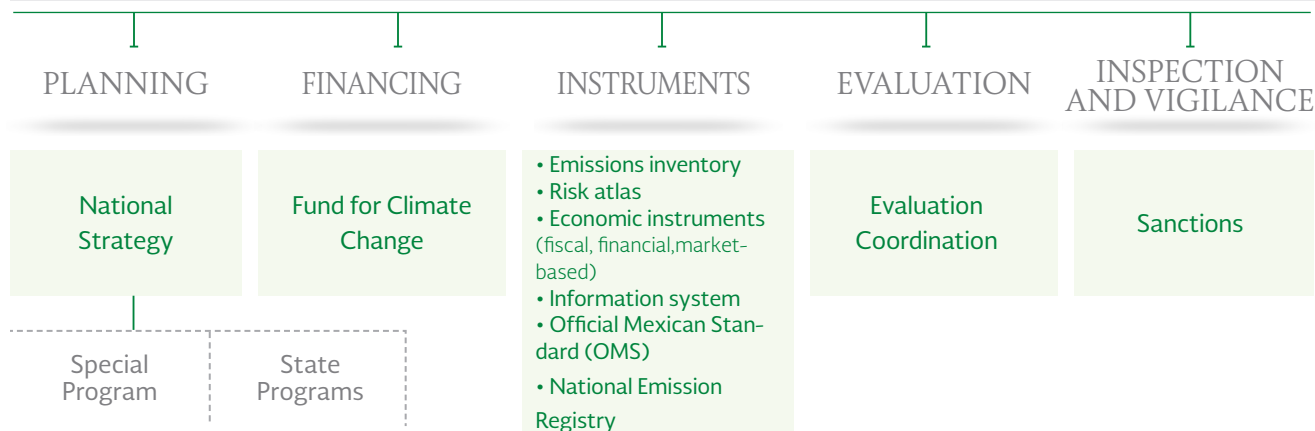 PLANNING
FINANCING
INSTRUMENTS
EVALUATION
INSPECTION
AND VIGILANCE
National
Strategy
Fund for Climate
Change
• Emissions inventory
• Risk atlas
• Economic instruments
(fiscal, financial,market-
based)
• Information system
• Official Mexican Stan-
dard (OMS)
• National Emission
Registry
Evaluation
Coordination
Sanctions
Special
Program
State
Programs